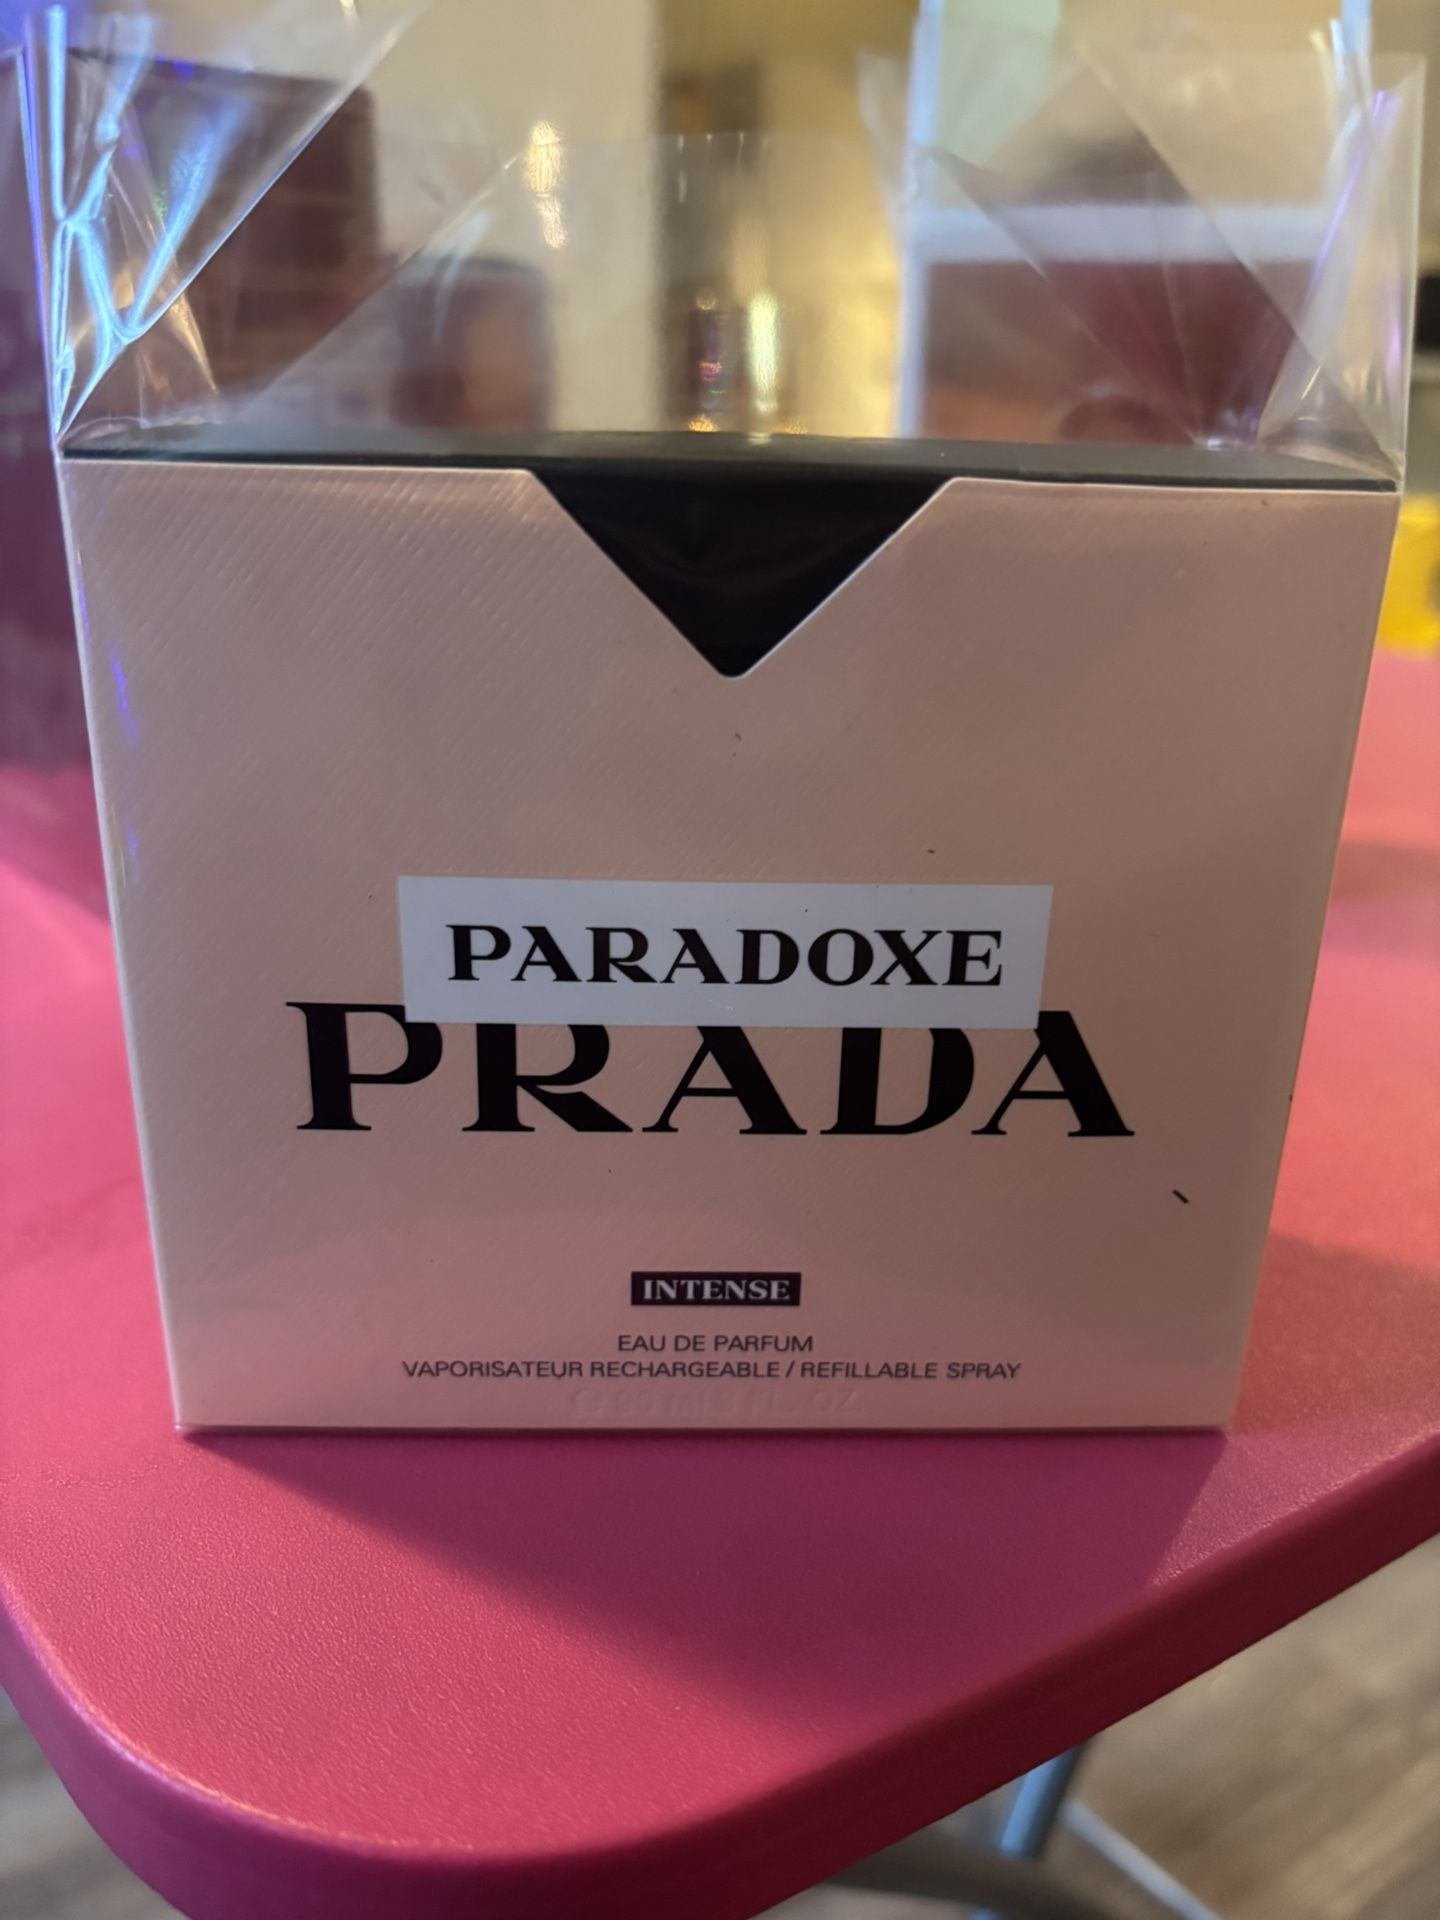 PARADOXE
PRADA
INTENSE
EAU DE PARFUM
VAPORISATEUR RECHARGEABLE / REFILLABLE SPRAY